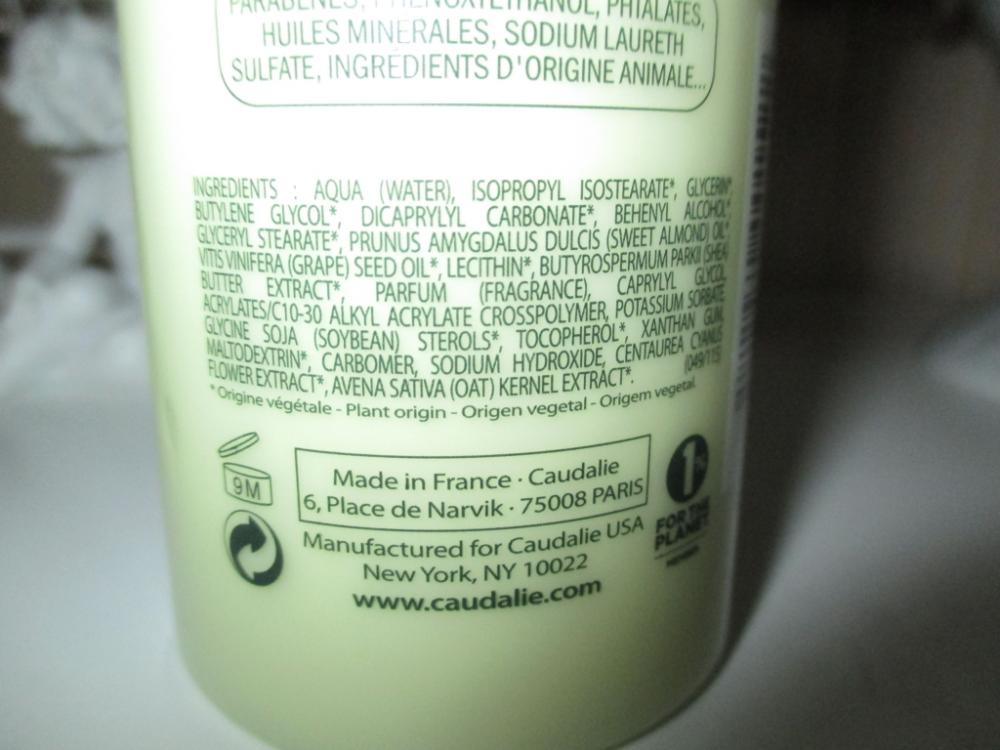 PARABENES, PHENOXYETHANOL, PHTALATES,
HUILES MINERALES, SODIUM LAURETH
SULFATE, INGRÉDIENTS D'ORIGINE ANIMALE...
INGREDIENTS : AQUA (WATER), ISOPROPYL ISOSTEARATE*, GLYCERIN*,
BUTYLENE GLYCOL*, DICAPRYLYL CARBONATE*, BEHENYL ALCOHOL*,
GLYCERYL STEARATE*, PRUNUS AMYGDALUS DULCIS (SWEET ALMOND) OIL*,
VITIS VINIFERA (GRAPE) SEED OIL*, LECITHIN*, BUTYROSPERMUM PARKII (SHEA)
BUTTER EXTRACT*, PARFUM (FRAGRANCE), CAPRYLYL GLYCOL,
ACRYLATES/C10-30 ALKYL ACRYLATE CROSSPOLYMER, POTASSIUM SORBATE,
GLYCINE SOJA (SOYBEAN) STEROLS*, TOCOPHEROL*, XANTHAN GUM,
MALTODEXTRIN*, CARBOMER, SODIUM HYDROXIDE, CENTAUREA CYANUS
FLOWER EXTRACT*, AVENA SATIVA (OAT) KERNEL EXTRACT*. (049/115)
* Origine végétale - Plant origin - Origen vegetal - Origem vegetal.
9M
Made in France · Caudalie
6, Place de Narvik · 75008 PARIS
1%
FOR THE
PLANET
MEMBER
Manufactured for Caudalie USA
New York, NY 10022
www.caudalie.com